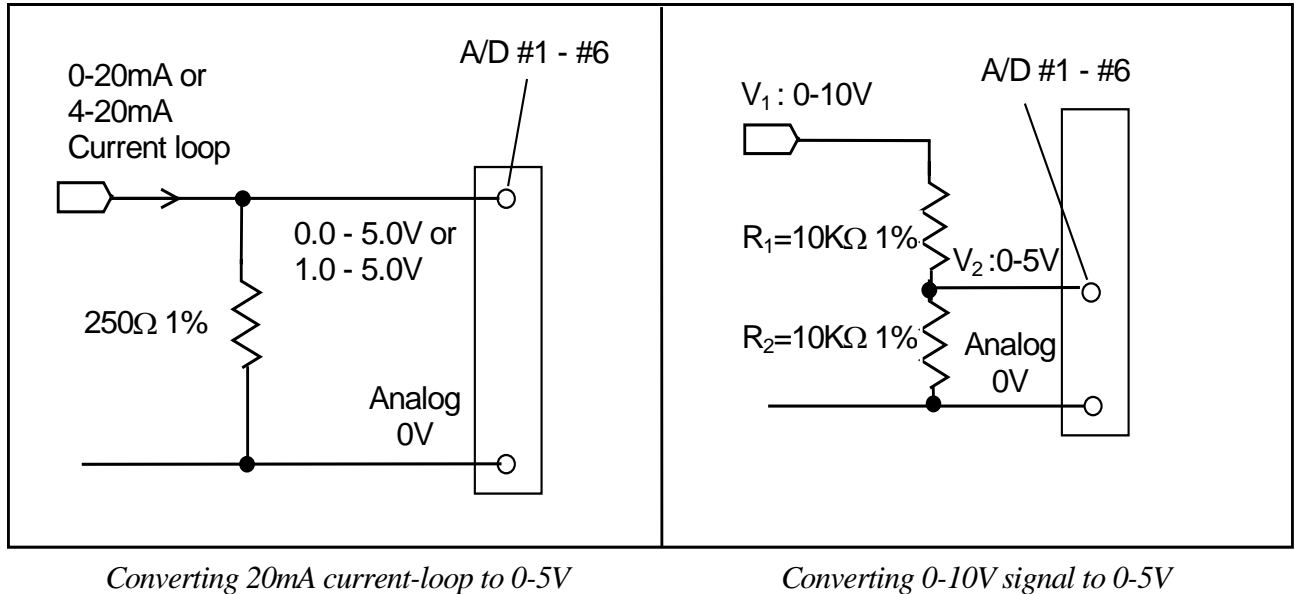 0-20mA or
4-20mA
Current loop
A/D #1 - #6
0.0 - 5.0V or
1.0 - 5.0V
250Ω 1%
Analog
0V
V₁ : 0-10V
A/D #1 - #6
R₁=10KΩ 1%
V₂ :0-5V
R₂=10KΩ 1%
Analog
0V
Converting 20mA current-loop to 0-5V
Converting 0-10V signal to 0-5V